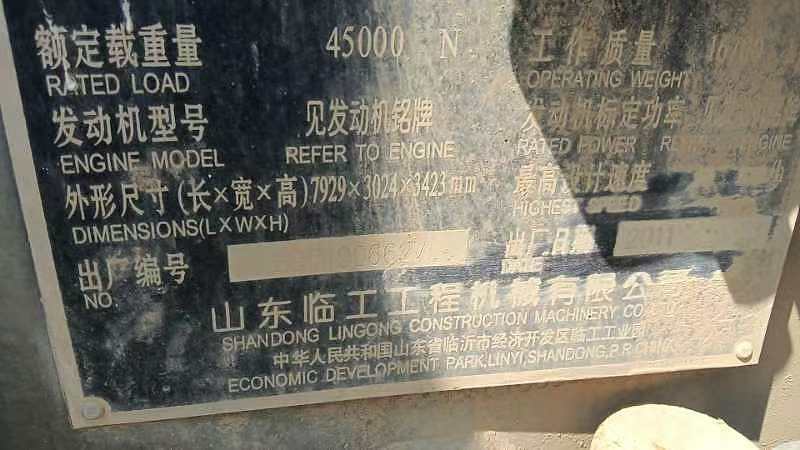 额定载重量 45000 N 工作质量
RATED LOAD OPERATING WEIGHT
发动机型号 见发动机铭牌 发动机标定功率
ENGINE MODEL REFER TO ENGINE RATED POWER
外形尺寸(长×宽×高)7929×3024×3423mm 最高设计速度
DIMENSIONS(L×W×H) HIGHEST SPEED
出厂编号 出厂日期 2011
NO.
山东临工工程机械有限公司
SHANDONG LINGONG CONSTRUCTION MACHINERY CO
中华人民共和国山东省临沂市经济开发区临工工业园
ECONOMIC DEVELOPMENT PARK,LINYI,SHANDONG,P.R CHINA